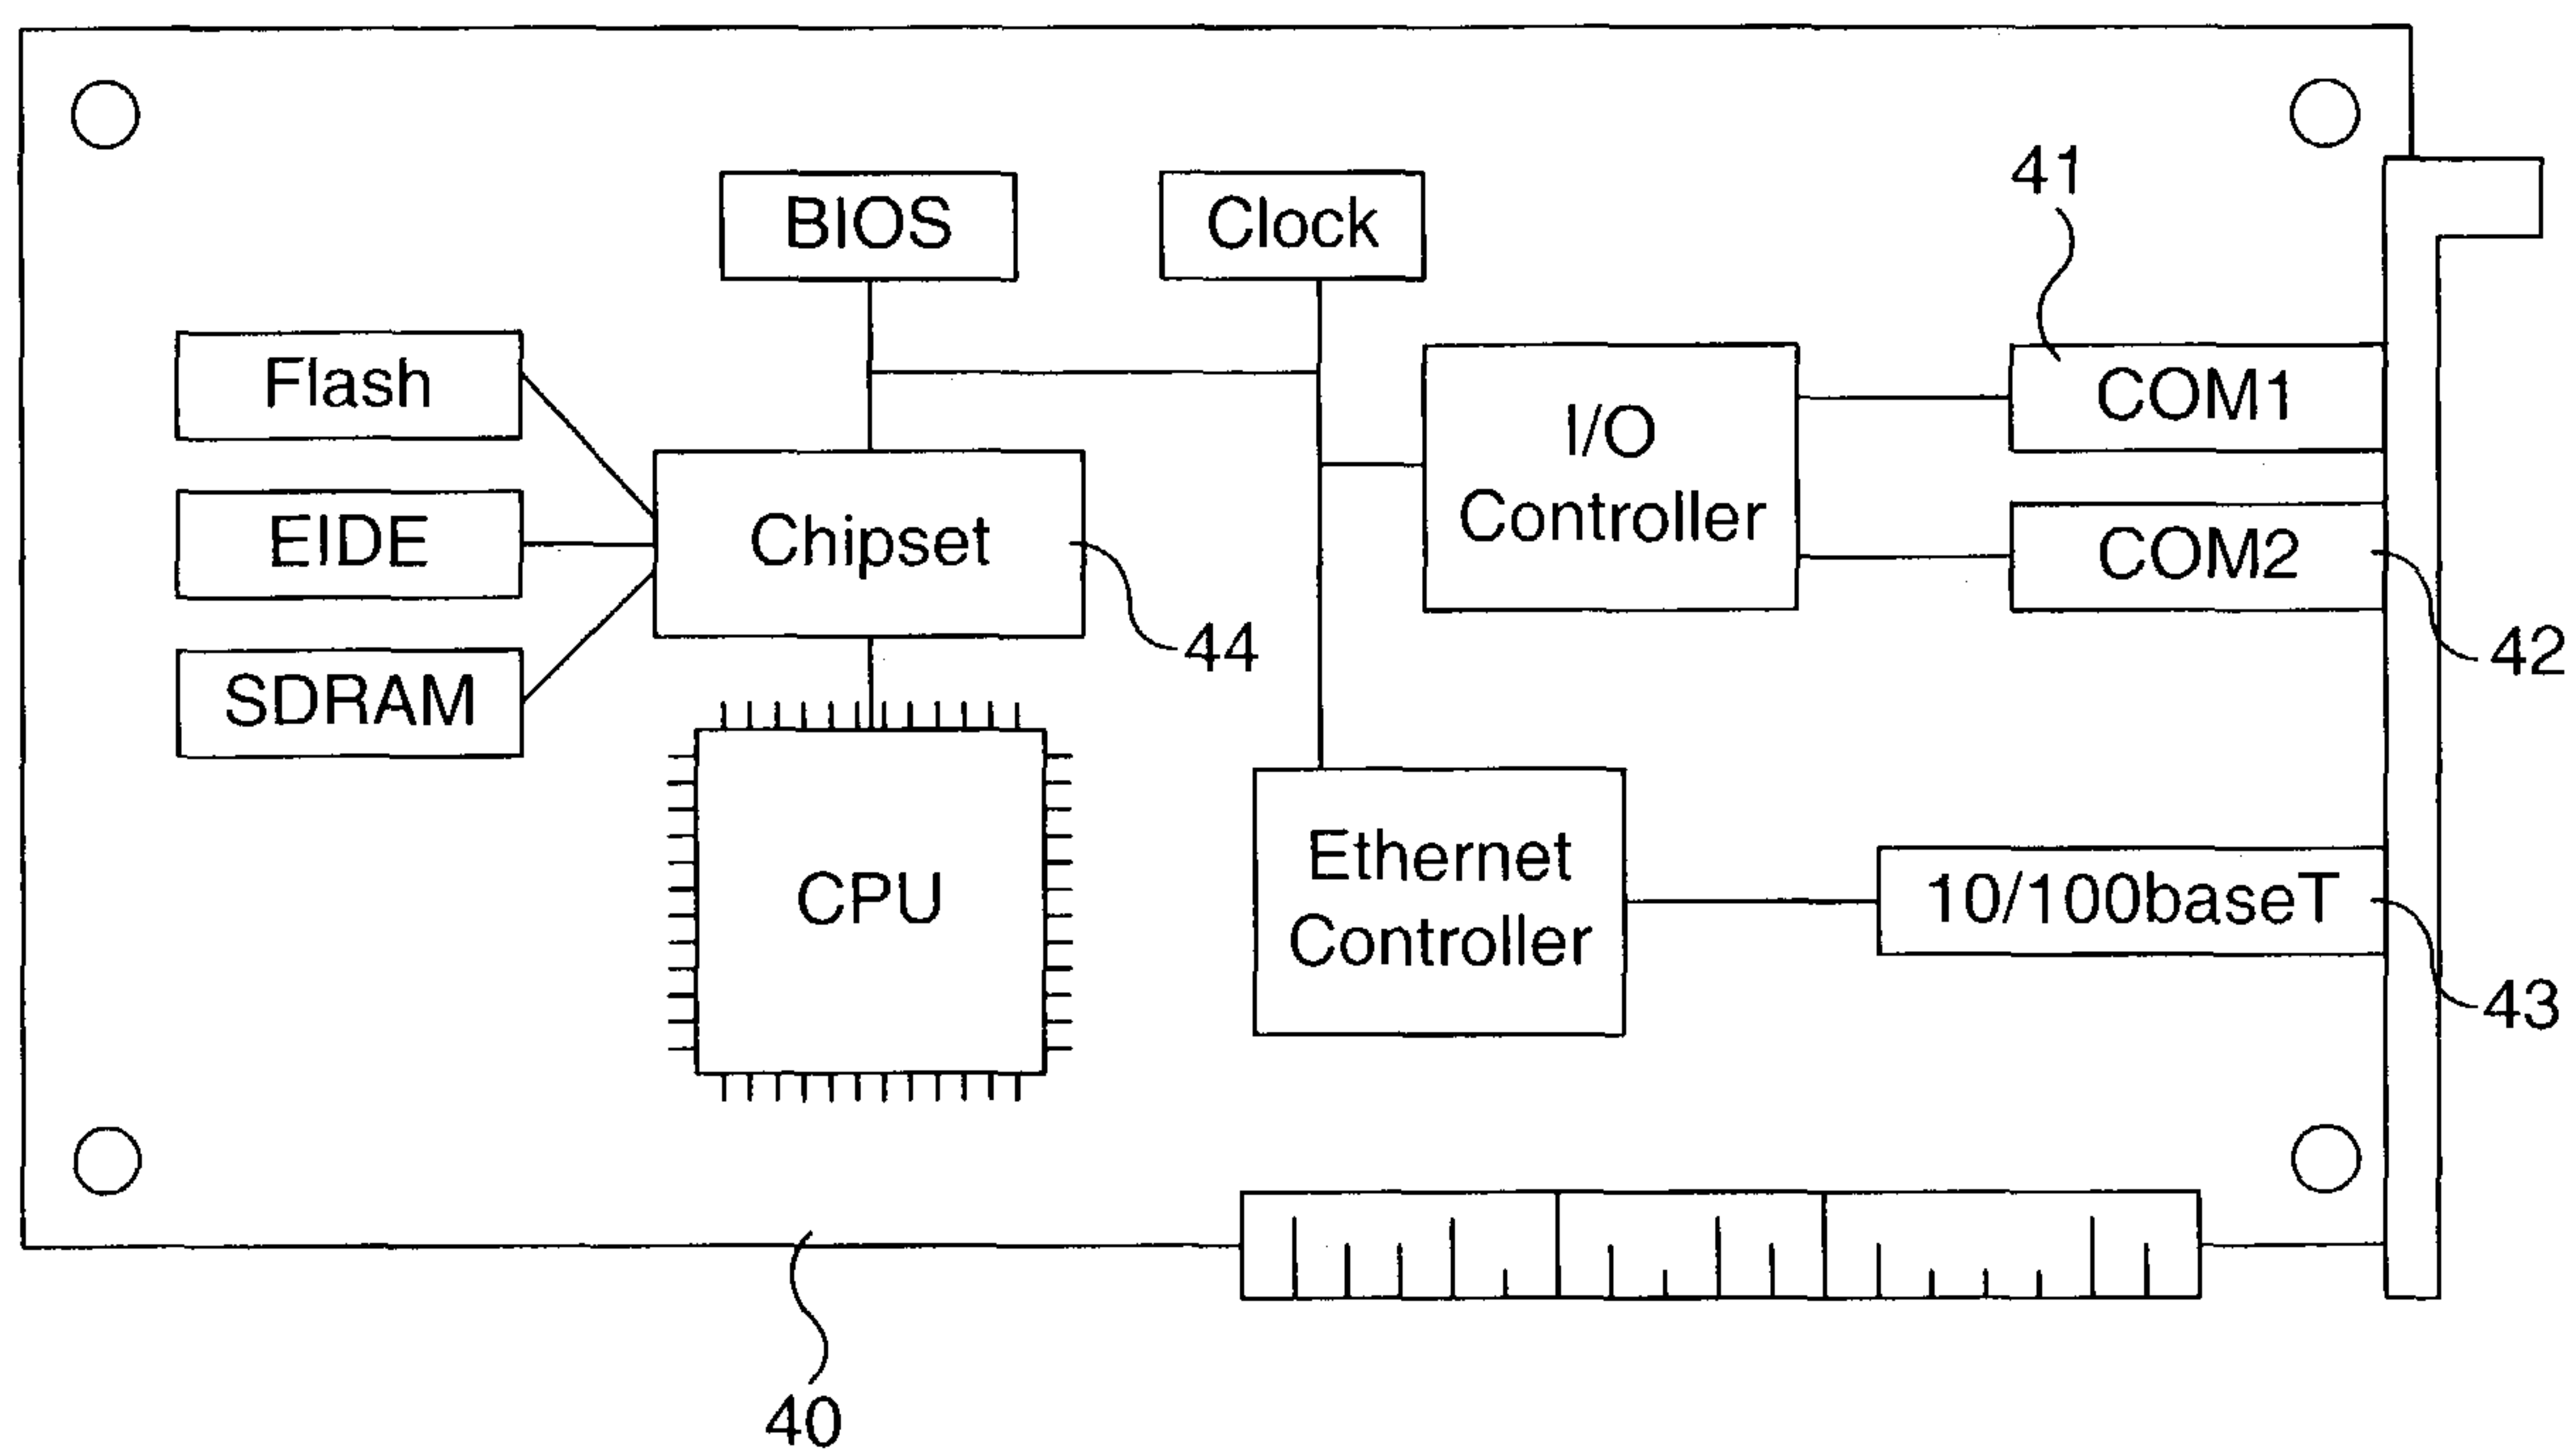 41
BIOS
Clock
Flash
I/O
Controller
COM1
EIDE
Chipset
COM2
44
42
SDRAM
CPU
Ethernet
Controller
10/100baseT
43
40